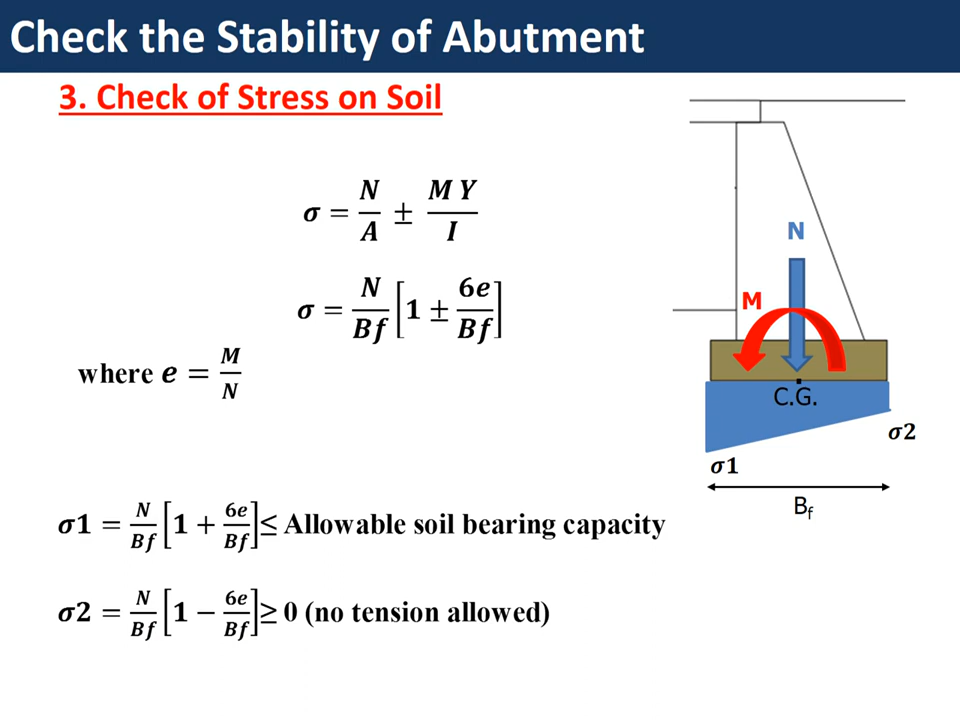 Check the Stability of Abutment
3. Check of Stress on Soil
σ = N/A ± M Y/I
σ = N/Bf [1 ± 6e/Bf]
where e = M/N
σ1 = N/Bf [1 + 6e/Bf] ≤ Allowable soil bearing capacity
σ2 = N/Bf [1 − 6e/Bf] ≥ 0 (no tension allowed)
N
M
C.G.
σ2
σ1
Bf